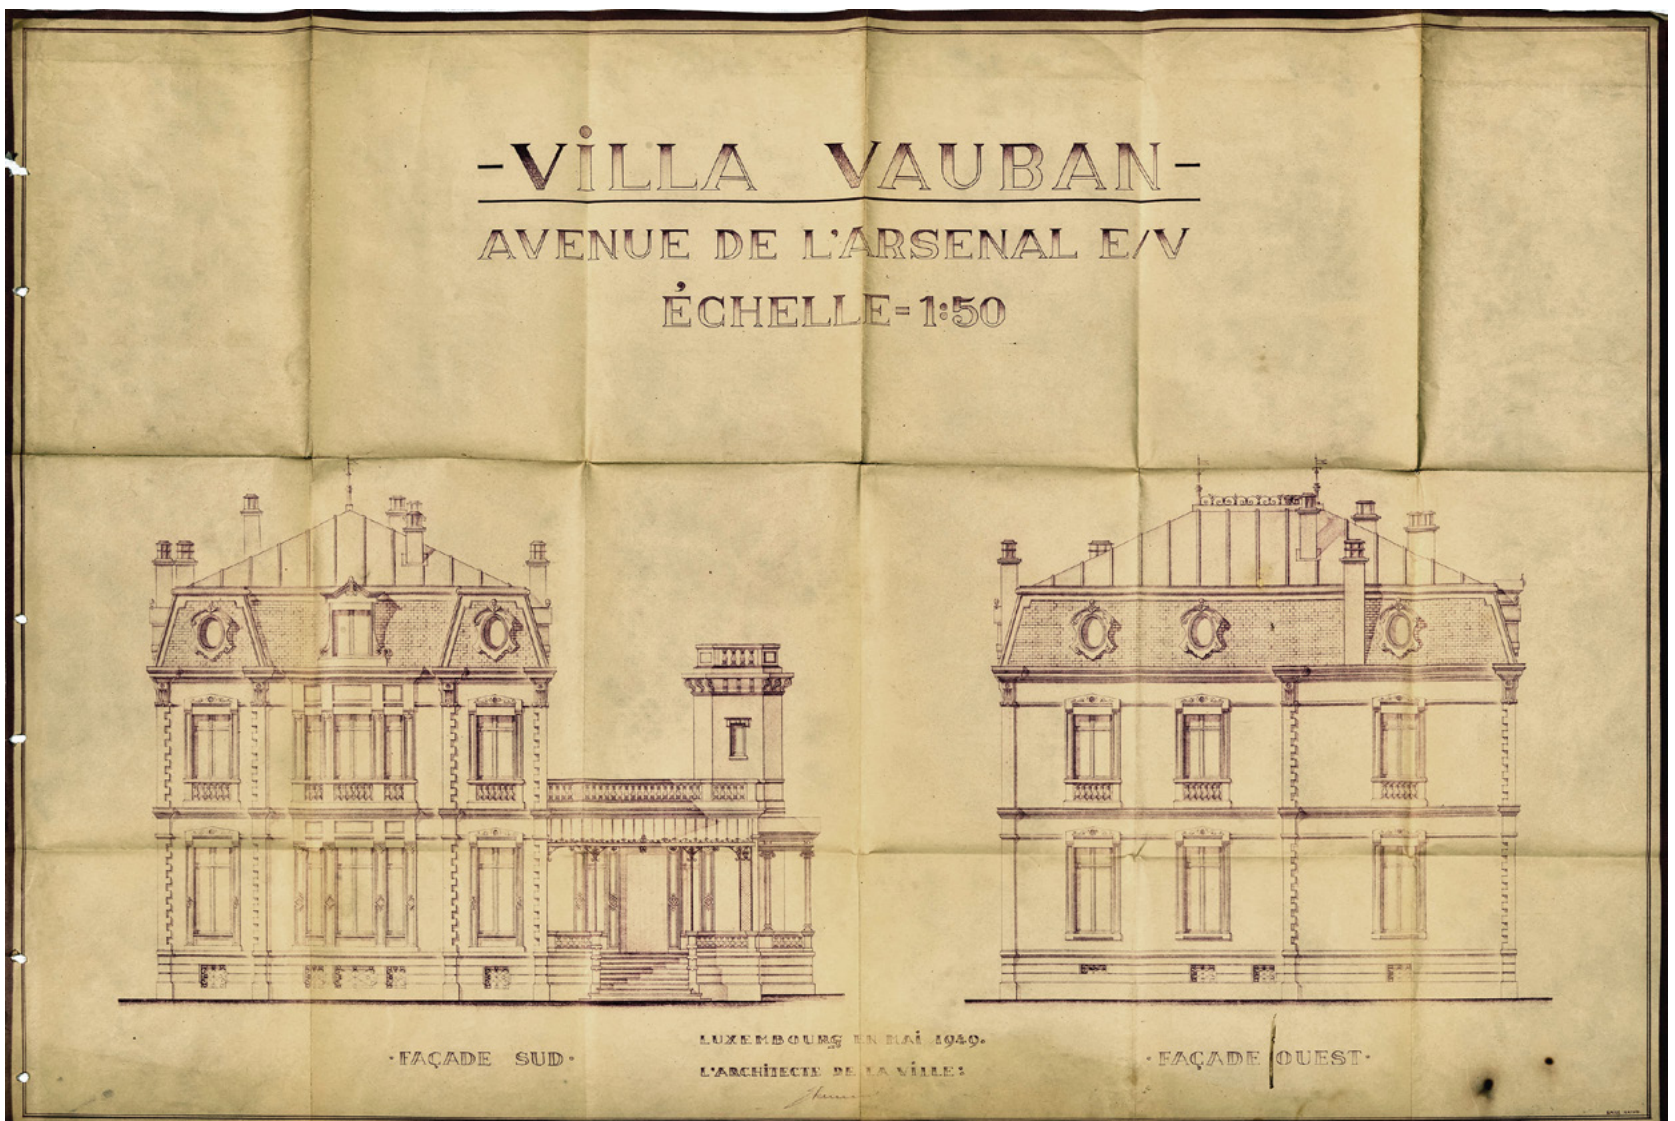 -ViLLA VAUBAN-
AVENUE DE L'ARSENAL E/V
ÉCHELLE=1:50
LUXEMBOURG EN MAi 1949.
·FAÇADE SUD·
·FAÇADE OUEST·
L'ARCHiTECTE DE LA ViLLE: